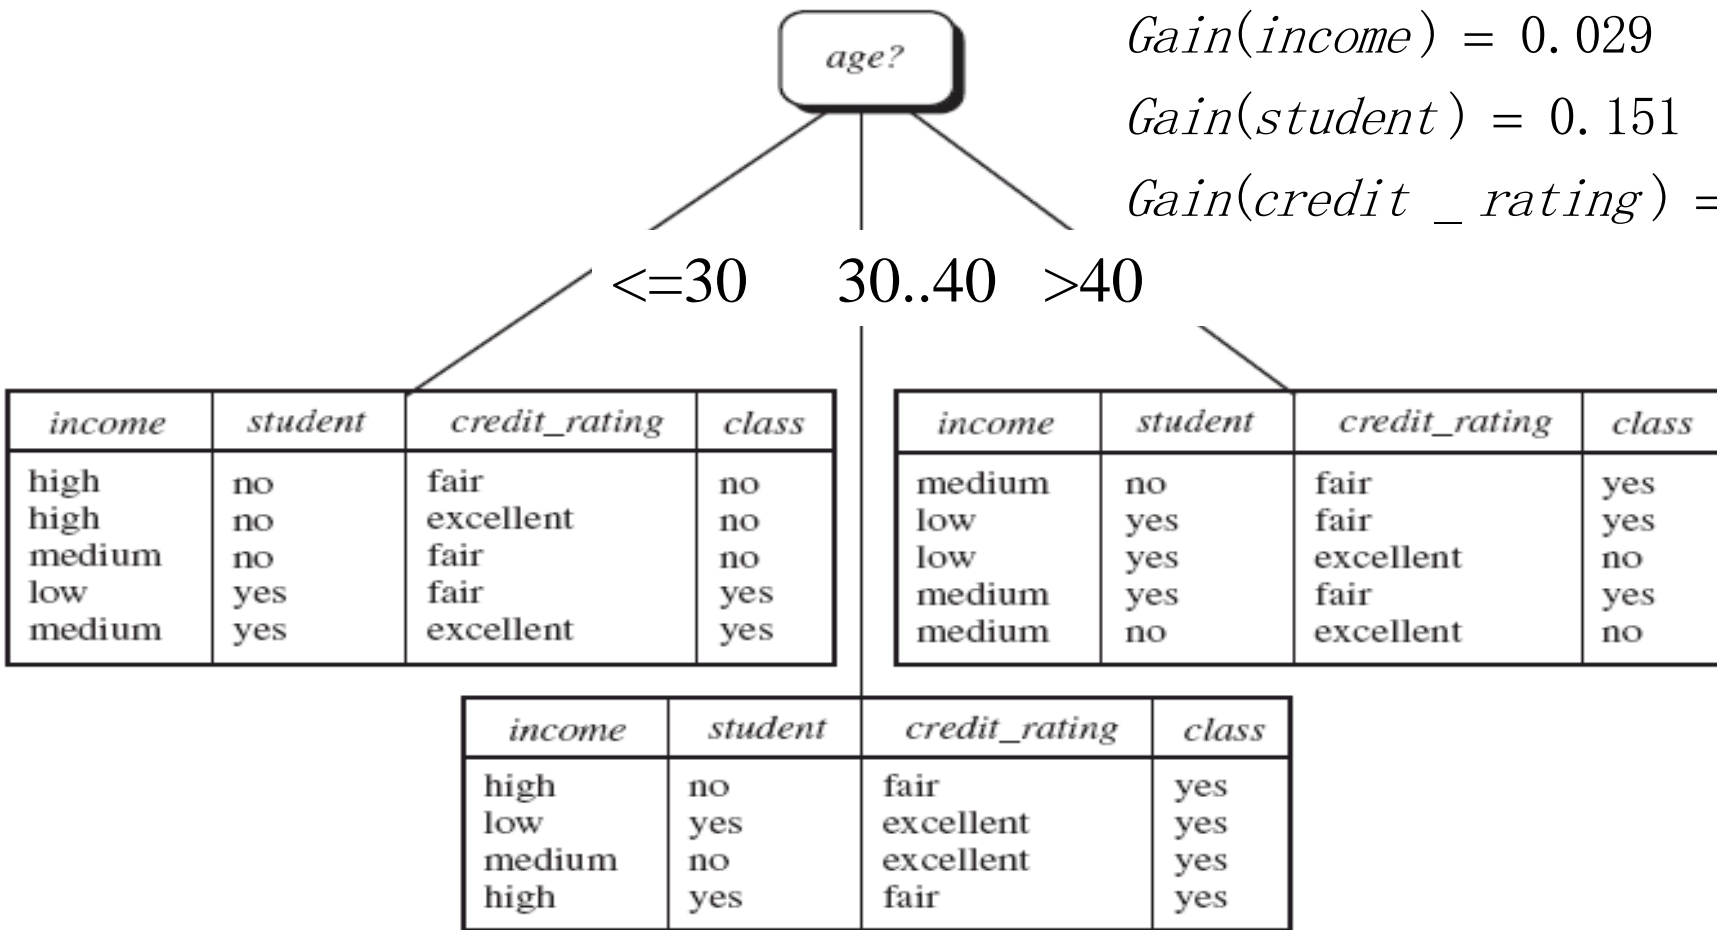 age?
Gain(income) = 0.029
Gain(student) = 0.151
Gain(credit _ rating) =
<=30 30..40 >40
income student credit_rating class
high no fair no
high no excellent no
medium no fair no
low yes fair yes
medium yes excellent yes
income student credit_rating class
medium no fair yes
low yes fair yes
low yes excellent no
medium yes fair yes
medium no excellent no
income student credit_rating class
high no fair yes
low yes excellent yes
medium no excellent yes
high yes fair yes